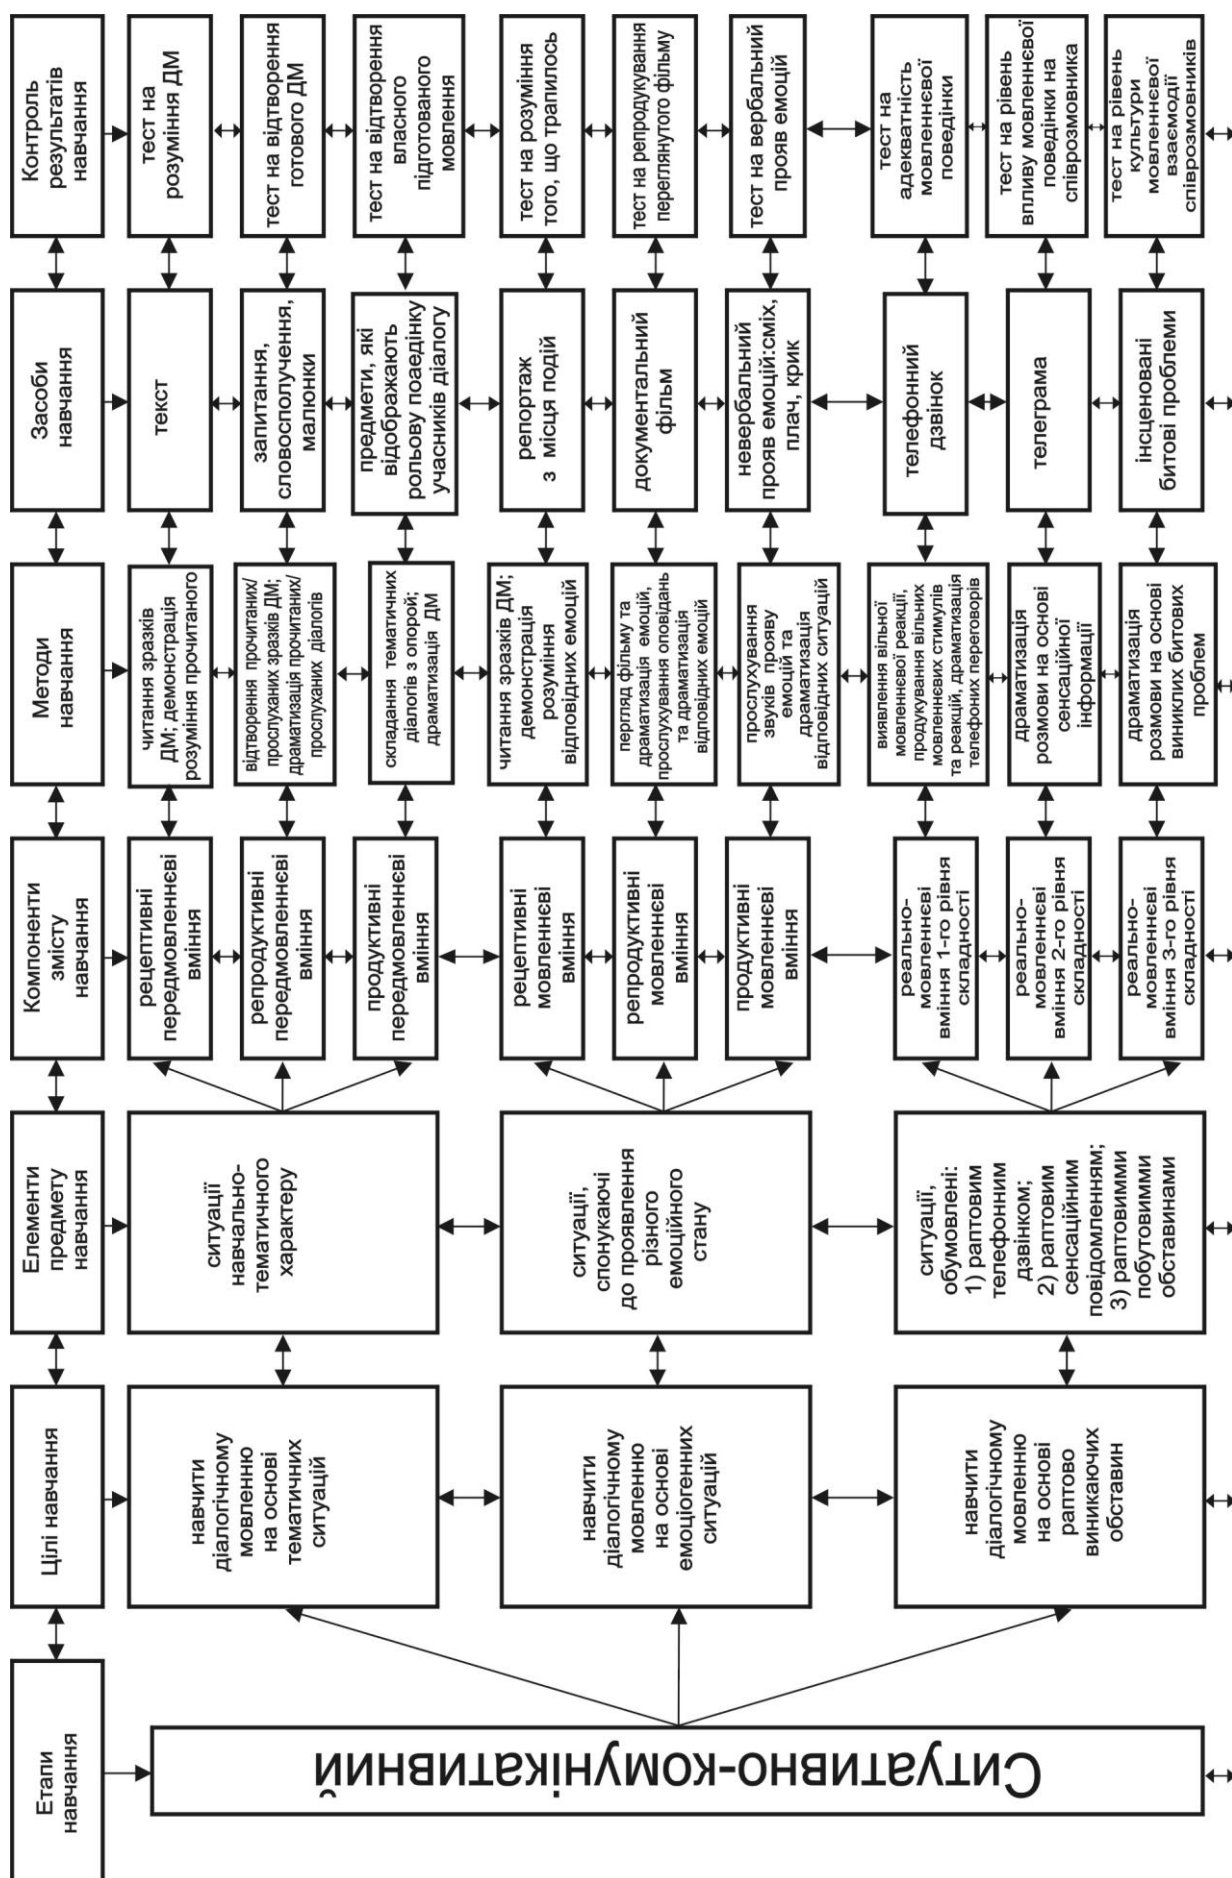 Етапи
навчання
Цілі навчання
Елементи
предмету
навчання
Компоненти
змісту
навчання
Методи
навчання
Засоби
навчання
Контроль
результатів
навчання
Ситуативно-комунікативний
навчити
діалогічному
мовленню
на основі
тематичних
ситуацій
ситуації
навчально-
тематичного
характеру
рецептивні
передмовленнєві
вміння
читання зразків
ДМ; демонстрація
розуміння прочитаного
текст
тест на
розуміння ДМ
репродуктивні
передмовленнєві
вміння
відтворення прочитаних/
прослуханих зразків ДМ;
драматизація прочитаних/
прослуханих діалогів
запитання,
словосполучення,
малюнки
тест на відтворення
готового ДМ
продуктивні
передмовленнєві
вміння
складання тематичних
діалогів з опорой;
драматизація ДМ
предмети, які
відображають
рольову поаедінку
учасників діалогу
тест на відтворення
власного
підготованого
мовлення
навчити
діалогічному
мовленню
на основі
емоціогенних
ситуацій
ситуації,
спонукаючі
до проявлення
різного
емоційного
стану
рецептивні
мовленнєві
вміння
читання зразків ДМ;
демонстрація
розуміння
відповідних емоцій
репортаж
з місця подій
тест на розуміння
того, що трапилось
репродуктивні
мовленнєві
вміння
пергляд фільму та
драматизація емоцій,
прослухування оповідань
та драматизація
відповідних емоцій
документальний
фільм
тест на репродукування
переглянутого фільму
продуктивні
мовленнєві
вміння
прослухування
звуків прояву
емоцій та
драматизація
відповідних ситуацій
невербальний
прояв емоцій:сміх,
плач, крик
тест на вербальний
прояв емоцій
навчити
діалогічному
мовленню
на основі
раптово
виникаючих
обставин
ситуації,
обумовлені:
1) раптовим
телефонним
дзвінком;
2) раптовим
сенсаційним
повідомленням;
3) раптовимми
побутовимми
обставинами
реально-
мовленнєві
вміння 1-го рівня
складності
виявлення вільної
мовленнєвої реакції,
продукування вільних
мовленнєвих стимулів
та реакцій, драматизація
телефонних переговорів
телефонний
дзвінок
тест на
адекватність
мовленнєвої
поведінки
реально-
мовленнєві
вміння 2-го рівня
складності
драматизація
розмови на основі
сенсаційної
інформації
телеграма
тест на рівень
впливу мовленнєвої
поведінки на
співрозмовника
реально-
мовленнєві
вміння 3-го рівня
складності
драматизація
розмови на основі
виниклих битових
проблем
інсценовані
битові проблеми
тест на рівень
культури
мовленнєвої
взаємодії
співрозмовників